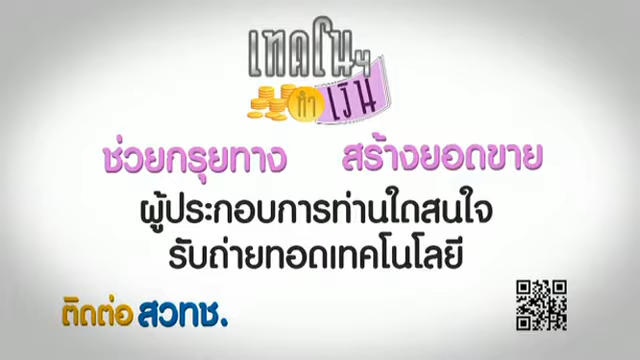 เทคโนฯ
ทำ เงิน
ช่วยกรุยทาง สร้างยอดขาย
ผู้ประกอบการท่านใดสนใจ
รับถ่ายทอดเทคโนโลยี
ติดต่อ สวทช.